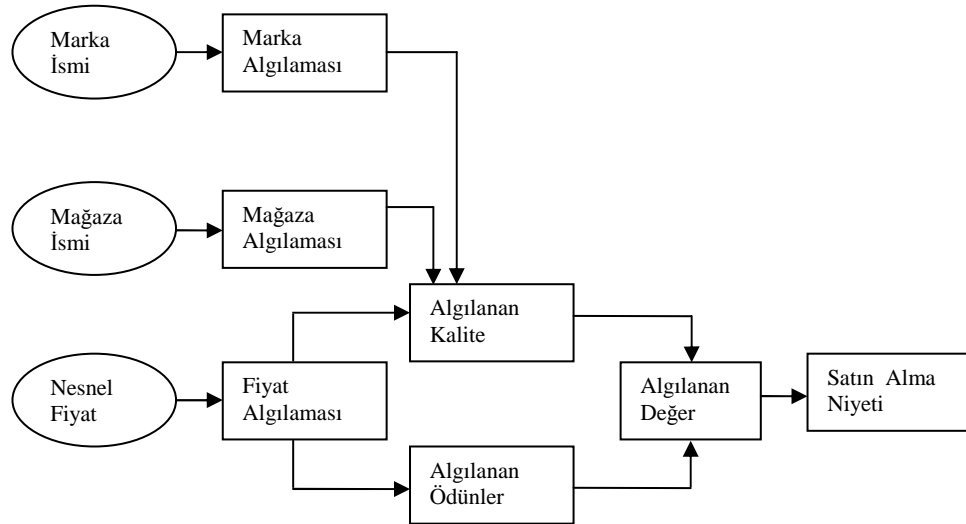 Marka
İsmi
Marka
Algılaması
Mağaza
İsmi
Mağaza
Algılaması
Algılanan
Kalite
Nesnel
Fiyat
Fiyat
Algılaması
Algılanan
Değer
Satın Alma
Niyeti
Algılanan
Ödünler